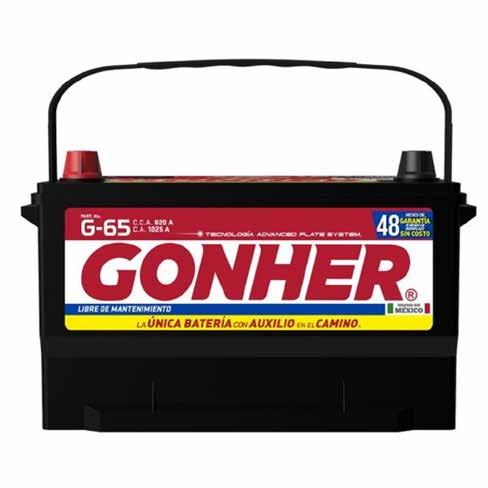 PART. No.
G-65
C.C.A. 820 A
C.A. 1025 A
TECNOLOGÍA ADVANCED PLATE SYSTEM.
48
MESES DE
GARANTÍA
SIN COSTO
GONHER®
LIBRE DE MANTENIMIENTO
HECHO EN
MÉXICO
LA ÚNICA BATERÍA CON AUXILIO EN EL CAMINO.